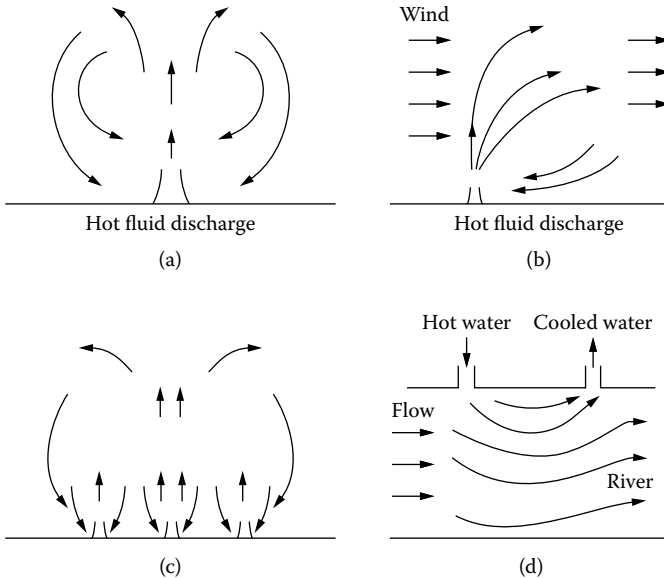 Hot fluid discharge
(a)
Wind
Hot fluid discharge
(b)
(c)
Hot water
Cooled water
Flow
River
(d)